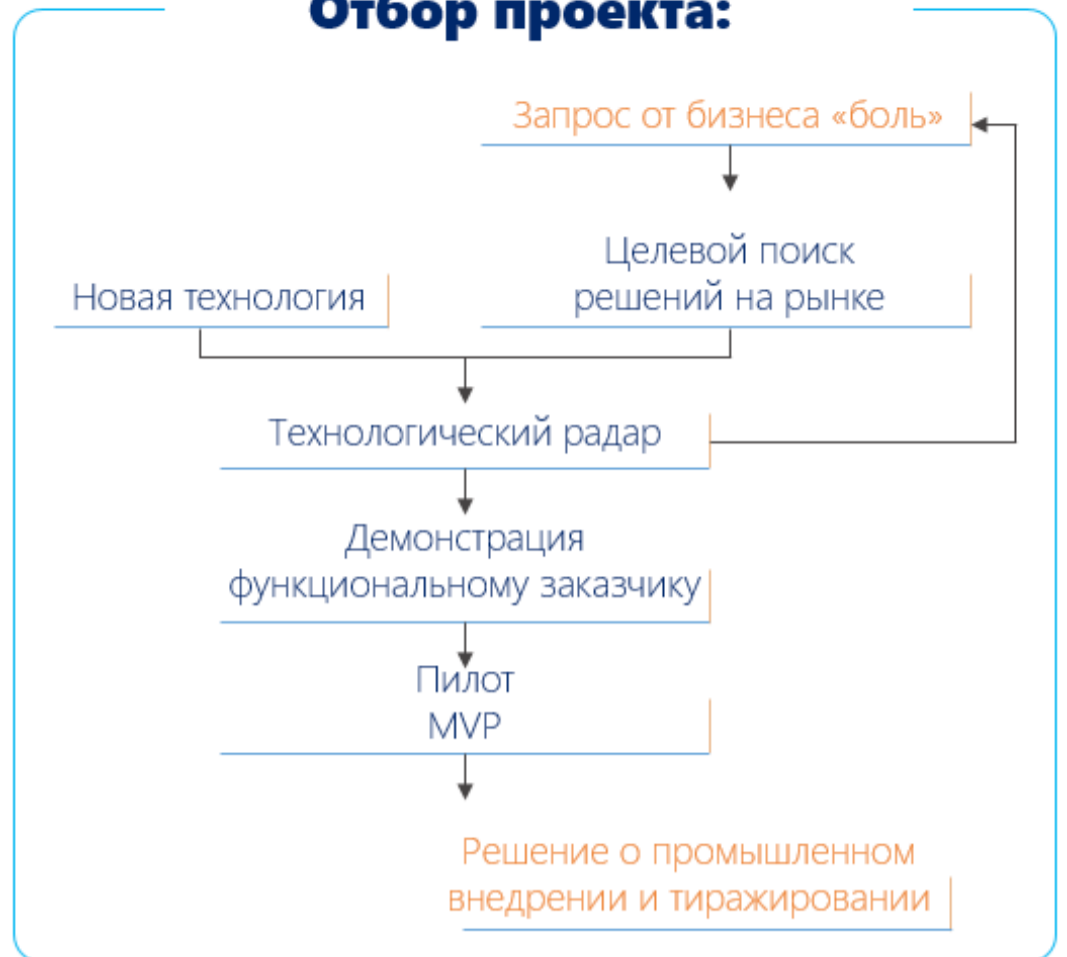 Отбор проекта:
Запрос от бизнеса «боль»
Целевой поиск
решений на рынке
Новая технология
Технологический радар
Демонстрация
функциональному заказчику
Пилот
MVP
Решение о промышленном
внедрении и тиражировании